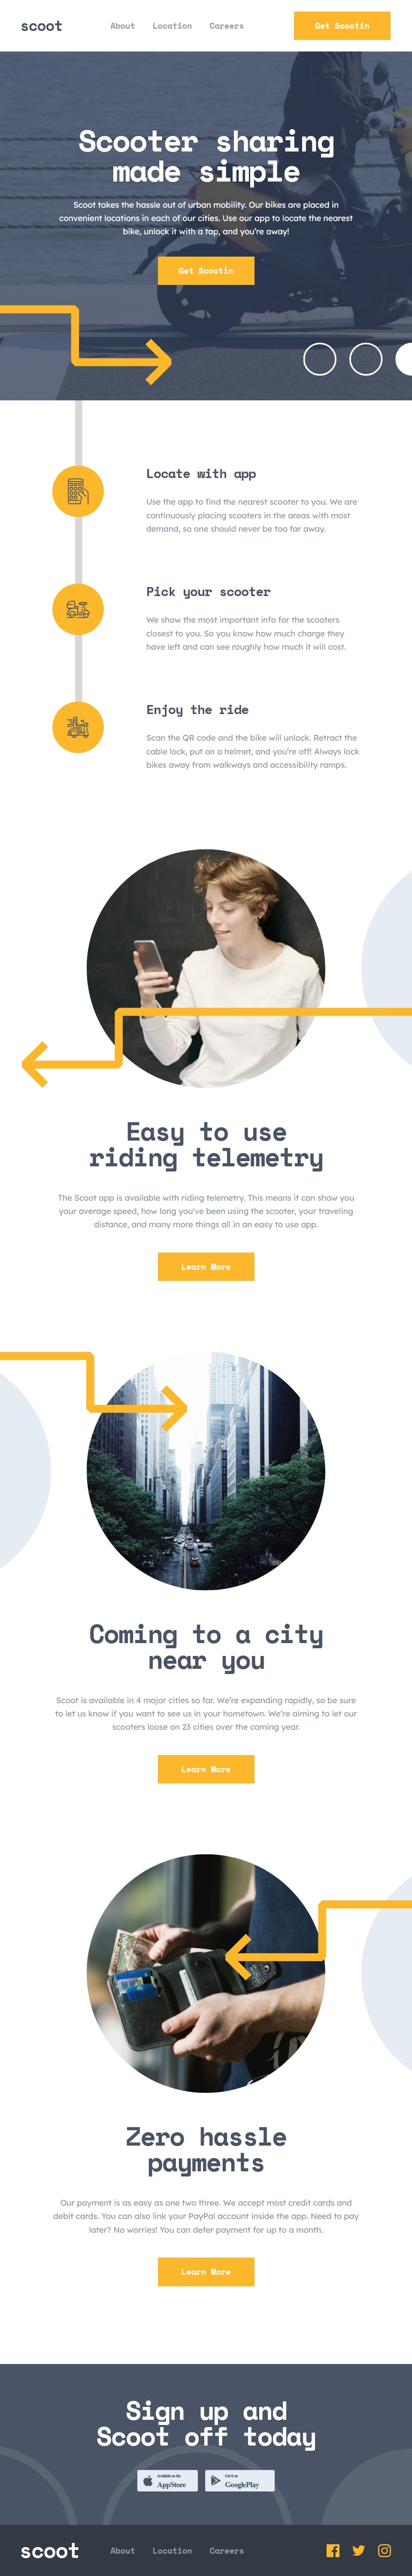 scoot
About Location Careers
Get Scootin
Scooter sharing
made simple
Scoot takes the hassle out of urban mobility. Our bikes are placed in
convenient locations in each of our cities. Use our app to locate the nearest
bike, unlock it with a tap, and you're away!
Get Scootin
Locate with app
Use the app to find the nearest scooter to you. We are
continuously placing scooters in the areas with most
demand, so one should never be too far away.
Pick your scooter
We show the most important info for the scooters
closest to you. So you know how much charge they
have left and can see roughly how much it will cost.
Enjoy the ride
Scan the QR code and the bike will unlock. Retract the
cable lock, put on a helmet, and you're off! Always lock
bikes away from walkways and accessibility ramps.
Easy to use
riding telemetry
The Scoot app is available with riding telemetry. This means it can show you
your average speed, how long you've been using the scooter, your traveling
distance, and many more things all in an easy to use app.
Learn More
Coming to a city
near you
Scoot is available in 4 major cities so far. We're expanding rapidly, so be sure
to let us know if you want to see us in your hometown. We're aiming to let our
scooters loose on 23 cities over the coming year.
Learn More
Zero hassle
payments
Our payment is as easy as one two three. We accept most credit cards and
debit cards. You can also link your PayPal account inside the app. Need to pay
later? No worries! You can defer payment for up to a month.
Learn More
Sign up and
Scoot off today
Available on the
AppStore
Get it on
GooglePlay
scoot
About Location Careers